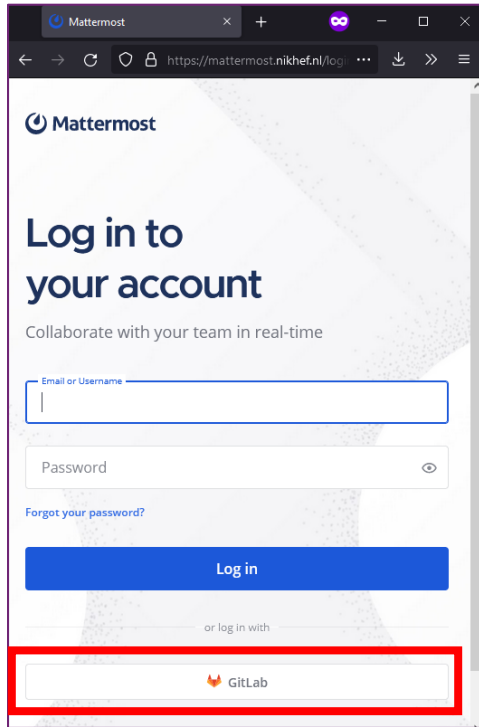 Mattermost
https://mattermost.nikhef.nl/logi
Mattermost
Log in to
your account
Collaborate with your team in real-time
Email or Username
Password
Forgot your password?
Log in
or log in with
GitLab